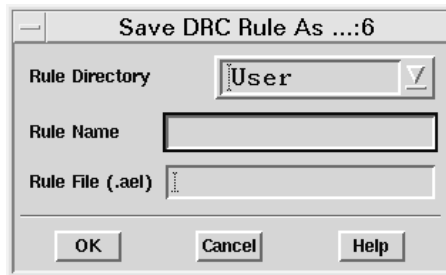 Save DRC Rule As ...:6
Rule Directory User
Rule Name
Rule File (.ael)
OK Cancel Help